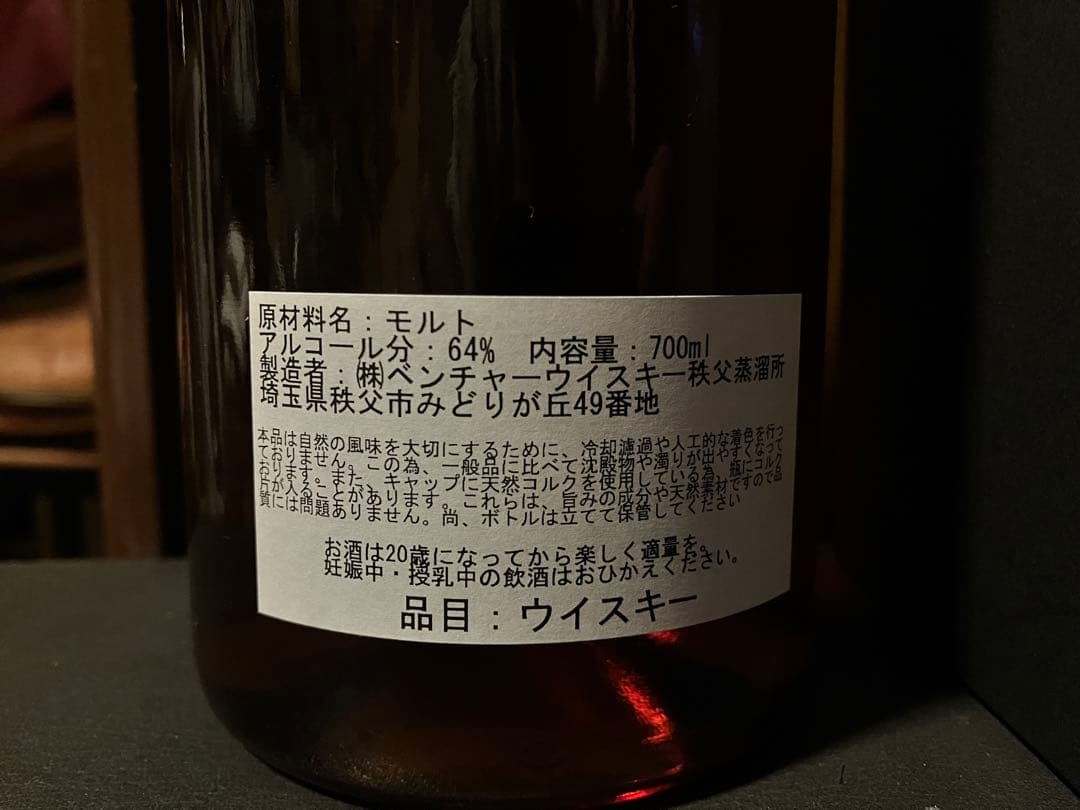 原材料名：モルト
アルコール分：64%　内容量：700ml
製造者：㈱ベンチャーウイスキー秩父蒸溜所
埼玉県秩父市みどりが丘49番地
本品は自然の風味を大切にするために、冷却濾過や人工的な着色を行っ
ておりません。この為、一般品に比べて沈殿物や濁りが出やすくなって
おります。また、キャップに天然コルクを使用している為、瓶にコルク
片が入ることがあります。これらは、旨みの成分や天然素材ですので品
質には問題ありません。尚、ボトルは立てて保管してください
お酒は20歳になってから楽しく適量を。
妊娠中・授乳中の飲酒はおひかえください。
品目：ウイスキー